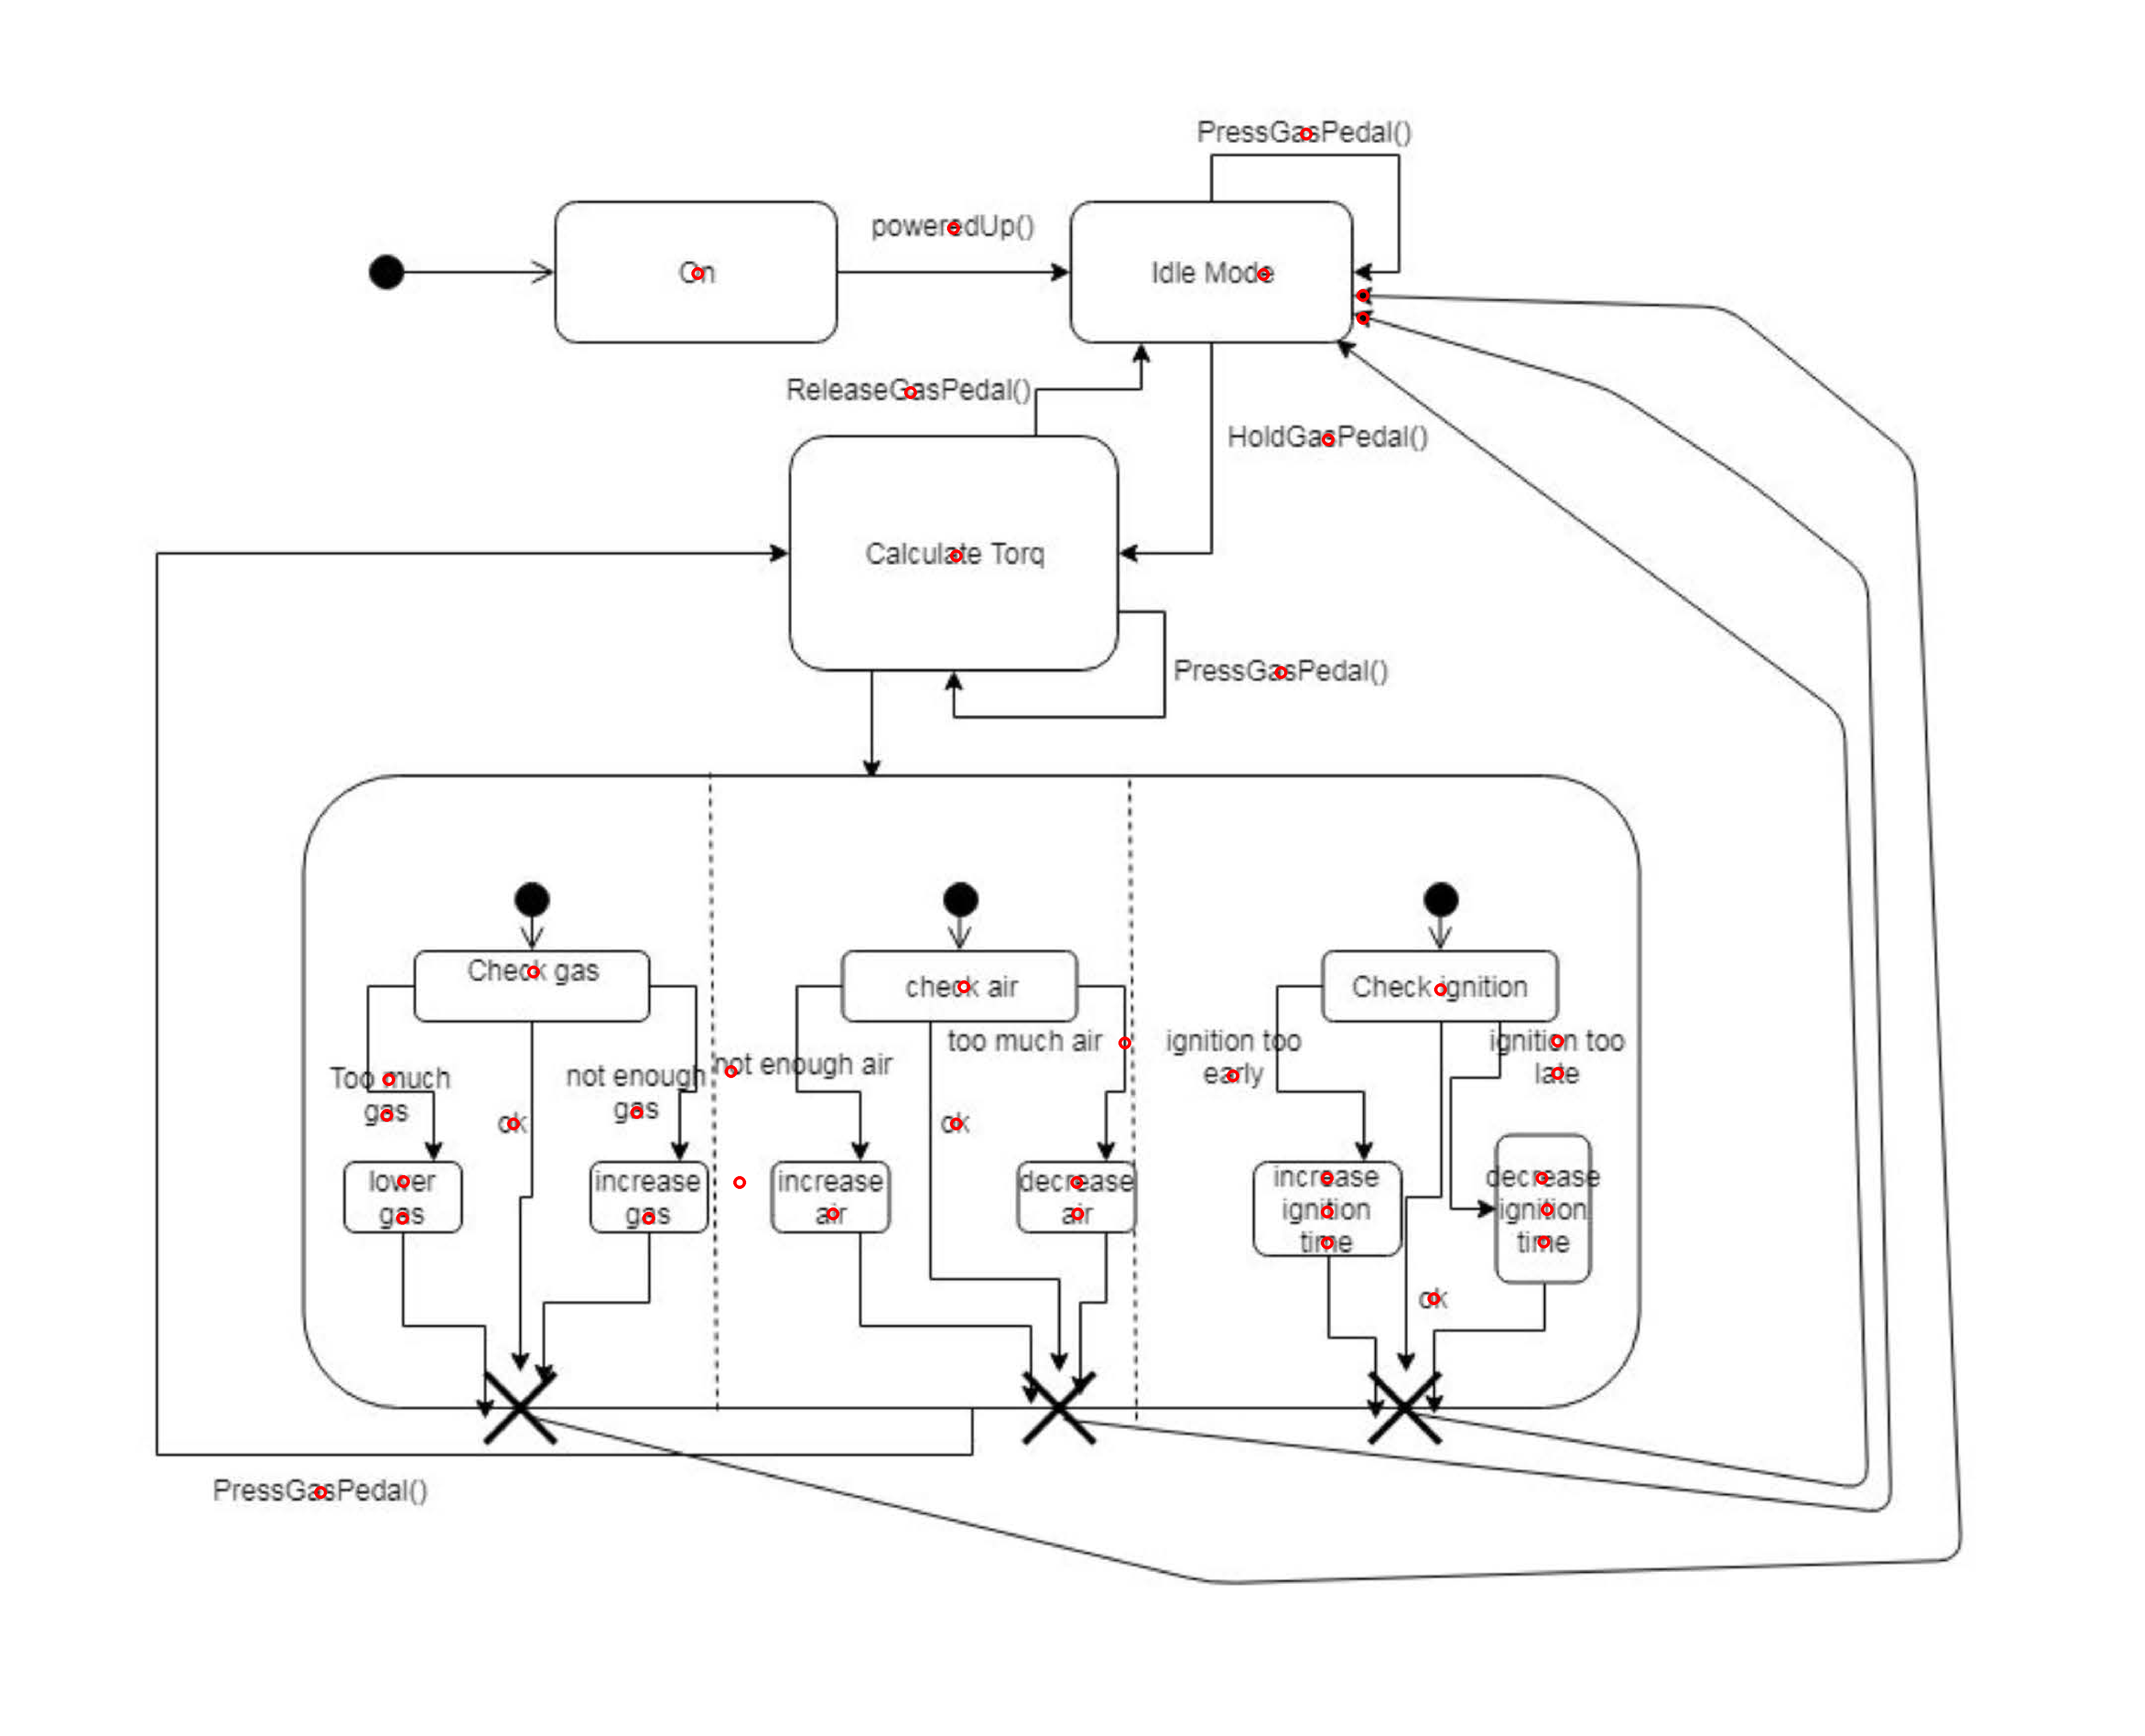 PressGasPedal()
poweredUp()
On
Idle Mode
ReleaseGasPedal()
HoldGasPedal()
Calculate Torq
PressGasPedal()
Check gas
check air
Check ignition
Too much
gas
ok
not enough
gas
not enough air
too much air
ok
ignition too
early
ignition too
late
lower
gas
increase
gas
increase
air
decrease
air
increase
ignition
time
decrease
ignition
time
ok
PressGasPedal()